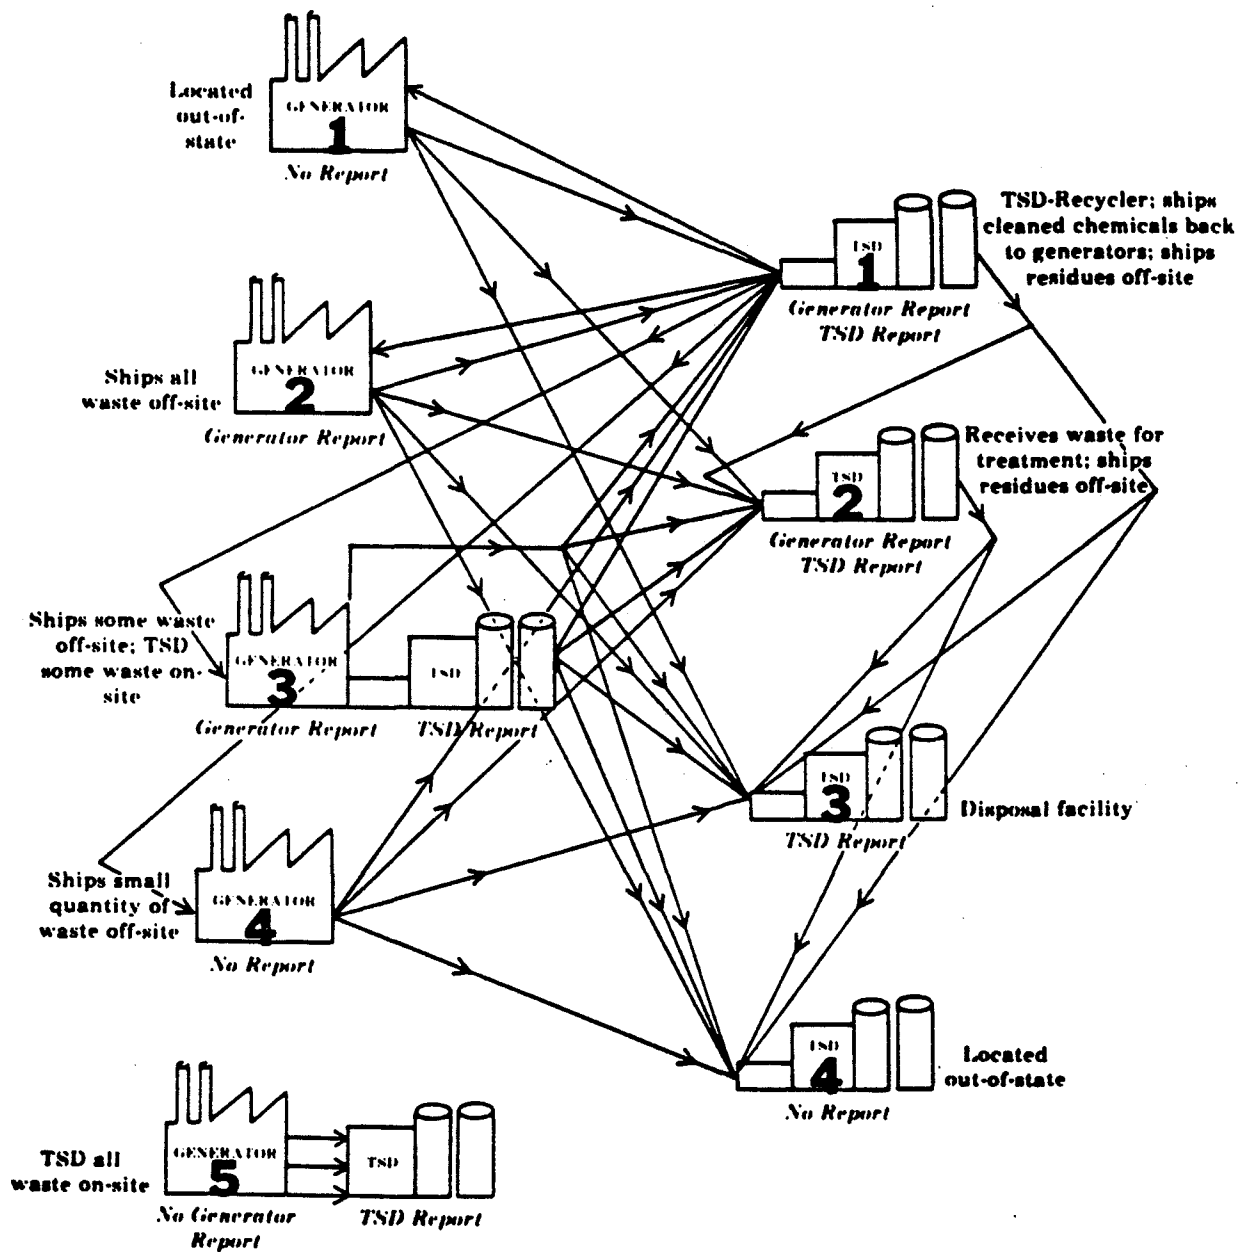 Located
out-of-
state
GENERATOR
1
No Report
TSD
1
Generator Report
TSD Report
TSD-Recycler; ships
cleaned chemicals back
to generators; ships
residues off-site
Ships all
waste off-site
GENERATOR
2
Generator Report
TSD
2
Generator Report
TSD Report
Receives waste for
treatment; ships
residues off-site
Ships some waste
off-site; TSD
some waste on-
site
GENERATOR
3
Generator Report
TSD
TSD Report
TSD
3
TSD Report
Disposal facility
Ships small
quantity of
waste off-site
GENERATOR
4
No Report
TSD
4
No Report
Located
out-of-state
TSD all
waste on-site
GENERATOR
5
No Generator
Report
TSD
TSD Report